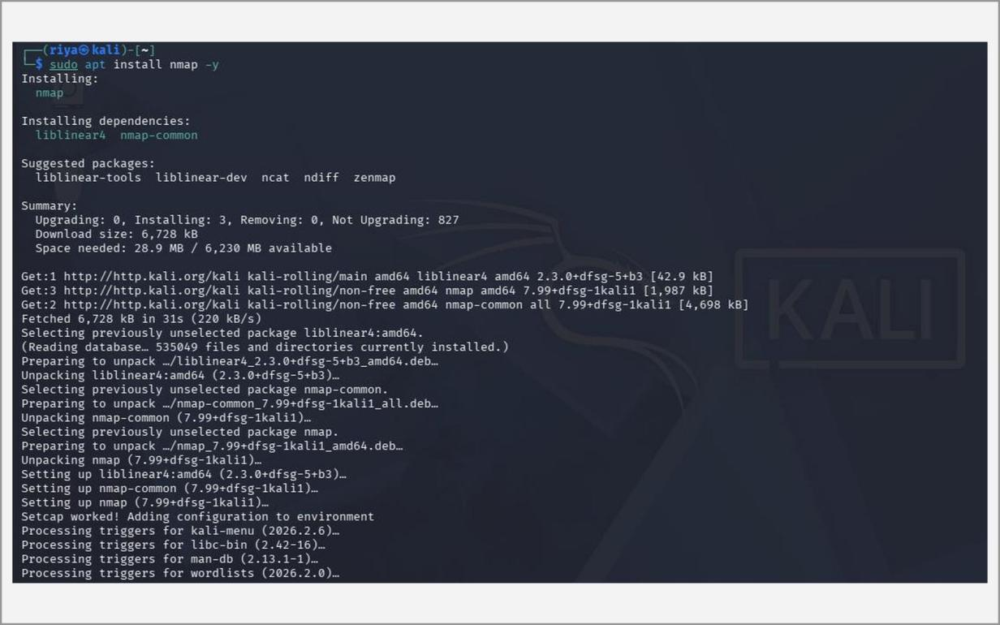 ┌──(riya㉿kali)-[~]
└─$ sudo apt install nmap -y
Installing:
  nmap

Installing dependencies:
  liblinear4  nmap-common

Suggested packages:
  liblinear-tools  liblinear-dev  ncat  ndiff  zenmap

Summary:
  Upgrading: 0, Installing: 3, Removing: 0, Not Upgrading: 827
  Download size: 6,728 kB
  Space needed: 28.9 MB / 6,230 MB available

Get:1 http://http.kali.org/kali kali-rolling/main amd64 liblinear4 amd64 2.3.0+dfsg-5+b3 [42.9 kB]
Get:3 http://http.kali.org/kali kali-rolling/non-free amd64 nmap amd64 7.99+dfsg-1kali1 [1,987 kB]
Get:2 http://http.kali.org/kali kali-rolling/non-free amd64 nmap-common all 7.99+dfsg-1kali1 [4,698 kB]
Fetched 6,728 kB in 31s (220 kB/s)
Selecting previously unselected package liblinear4:amd64.
(Reading database… 535049 files and directories currently installed.)
Preparing to unpack …/liblinear4_2.3.0+dfsg-5+b3_amd64.deb…
Unpacking liblinear4:amd64 (2.3.0+dfsg-5+b3)…
Selecting previously unselected package nmap-common.
Preparing to unpack …/nmap-common_7.99+dfsg-1kali1_all.deb…
Unpacking nmap-common (7.99+dfsg-1kali1)…
Selecting previously unselected package nmap.
Preparing to unpack …/nmap_7.99+dfsg-1kali1_amd64.deb…
Unpacking nmap (7.99+dfsg-1kali1)…
Setting up liblinear4:amd64 (2.3.0+dfsg-5+b3)…
Setting up nmap-common (7.99+dfsg-1kali1)…
Setting up nmap (7.99+dfsg-1kali1)…
Setcap worked! Adding configuration to environment
Processing triggers for kali-menu (2026.2.6)…
Processing triggers for libc-bin (2.42-16)…
Processing triggers for man-db (2.13.1-1)…
Processing triggers for wordlists (2026.2.0)…
KALI